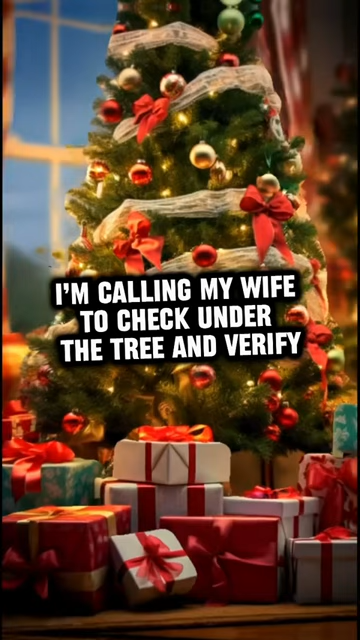 I'M CALLING MY WIFE
TO CHECK UNDER
THE TREE AND VERIFY